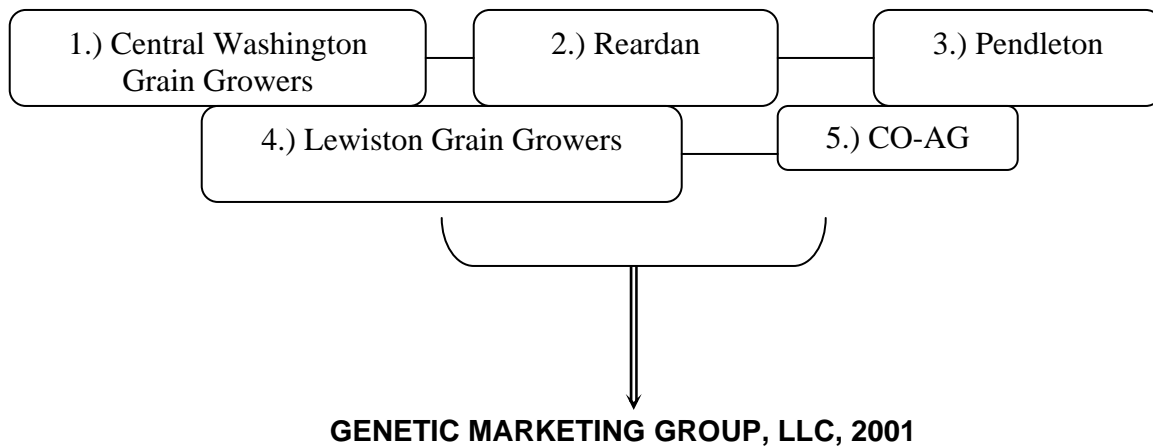 1.) Central Washington
Grain Growers
2.) Reardan
3.) Pendleton
4.) Lewiston Grain Growers
5.) CO-AG
GENETIC MARKETING GROUP, LLC, 2001